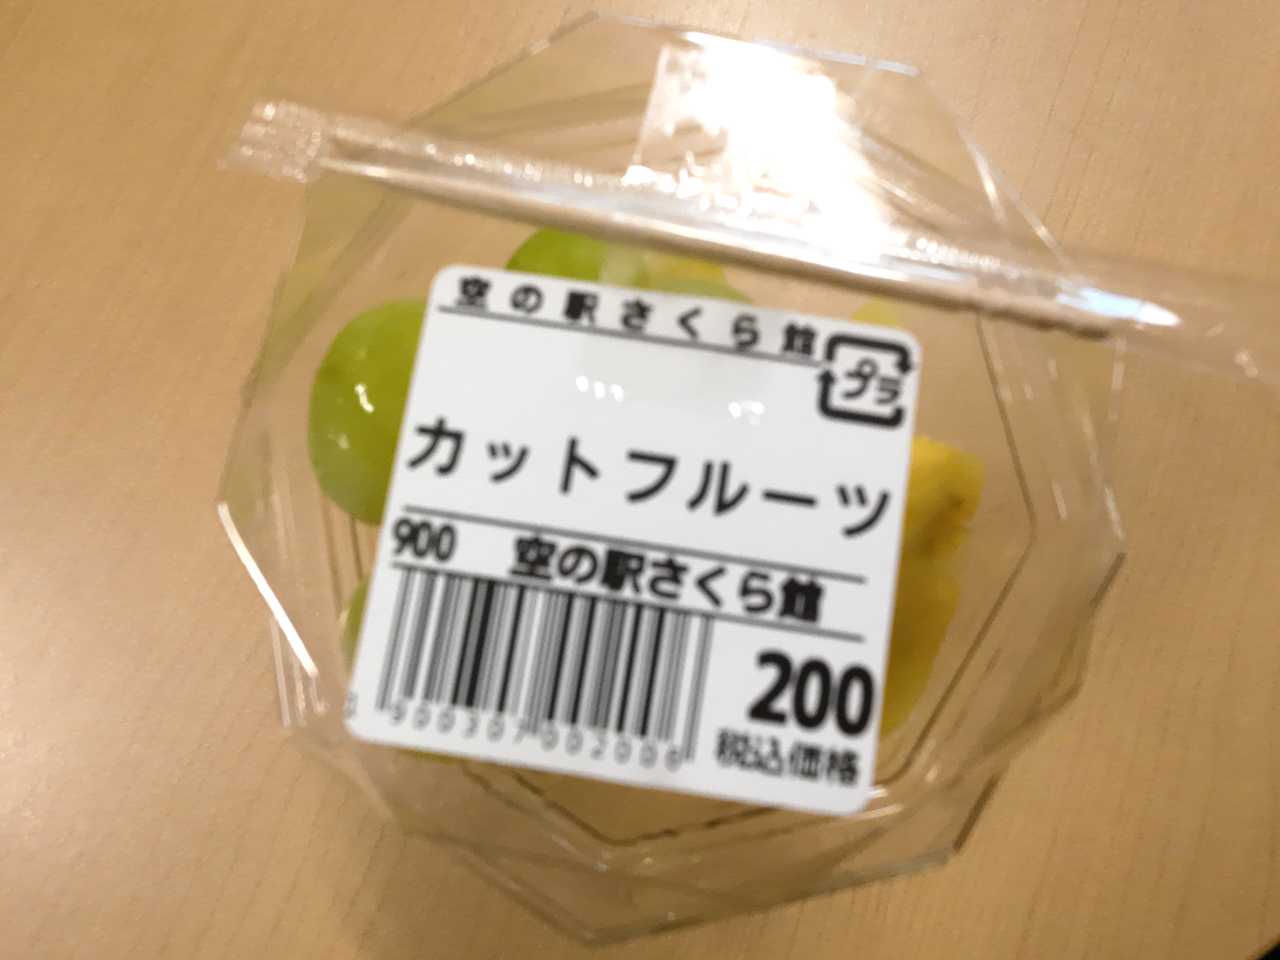 空の駅さくら館
プラ
カットフルーツ
900 空の駅さくら館
200
税込価格